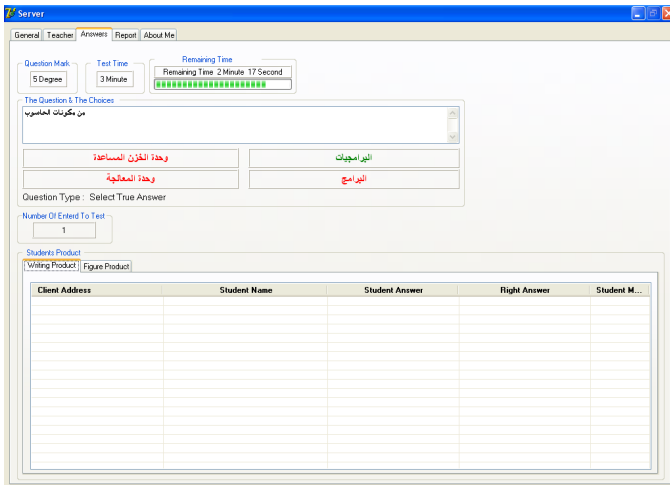 Server
General Teacher Answers Report About Me
Question Mark Test Time Remaining Time
5 Degree 3 Minute Remaining Time 2 Minute 17 Second
The Question & The Choices
من مكونات الحاسوب
وحدة الخزن المساعدة البرامجيات
وحدة المعالجة البرامج
Question Type : Select True Answer
Number Of Enterd To Test
1
Students Product
Writing Product Figure Product
Client Address Student Name Student Answer Right Answer Student M...